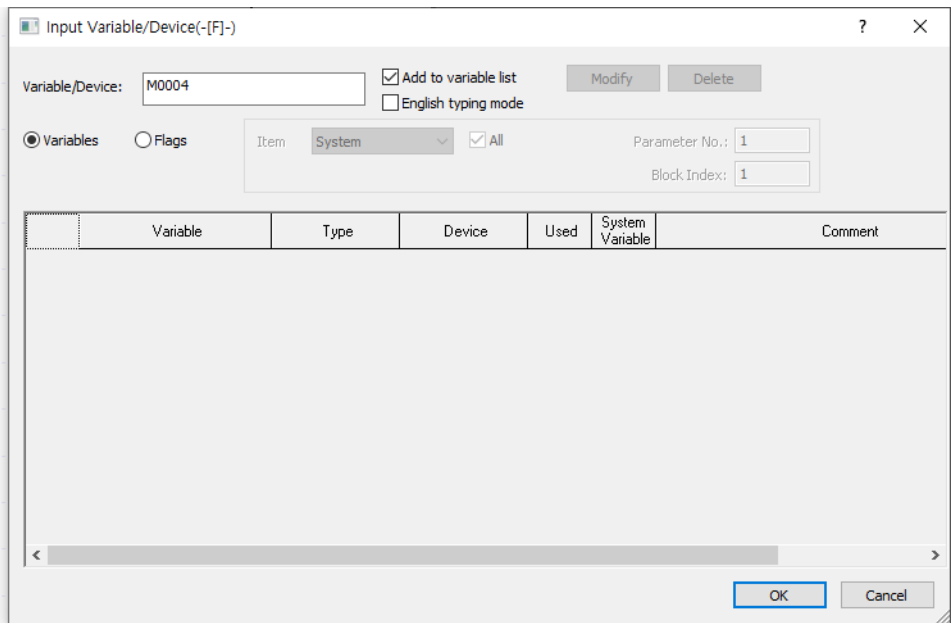 Input Variable/Device(-[F]-)
Variable/Device: M0004
Add to variable list
English typing mode
Modify Delete
Variables Flags
Item System All
Parameter No.: 1
Block Index: 1
Variable Type Device Used System Variable Comment
OK Cancel